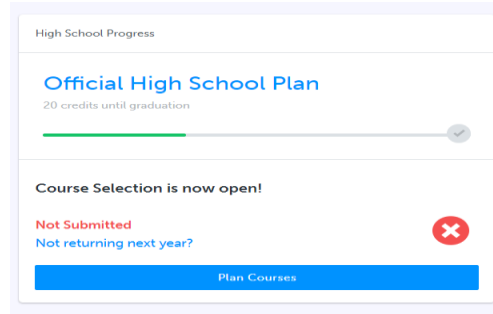 High School Progress
Official High School Plan
20 credits until graduation
Course Selection is now open!
Not Submitted
Not returning next year?
Plan Courses